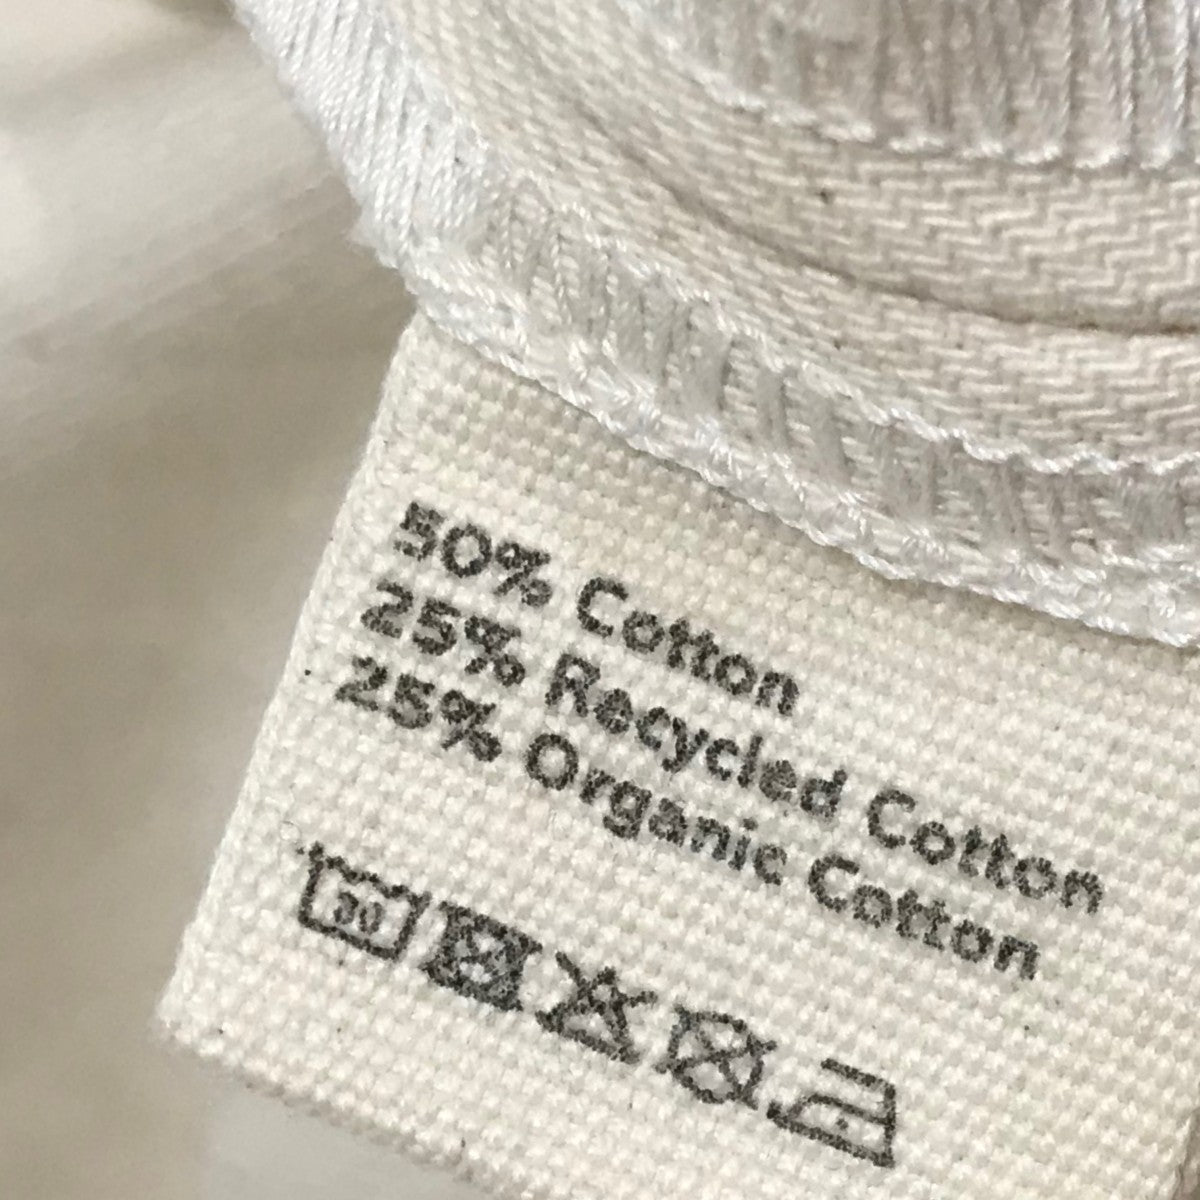 50% Cotton
25% Recycled Cotton
25% Organic Cotton
30